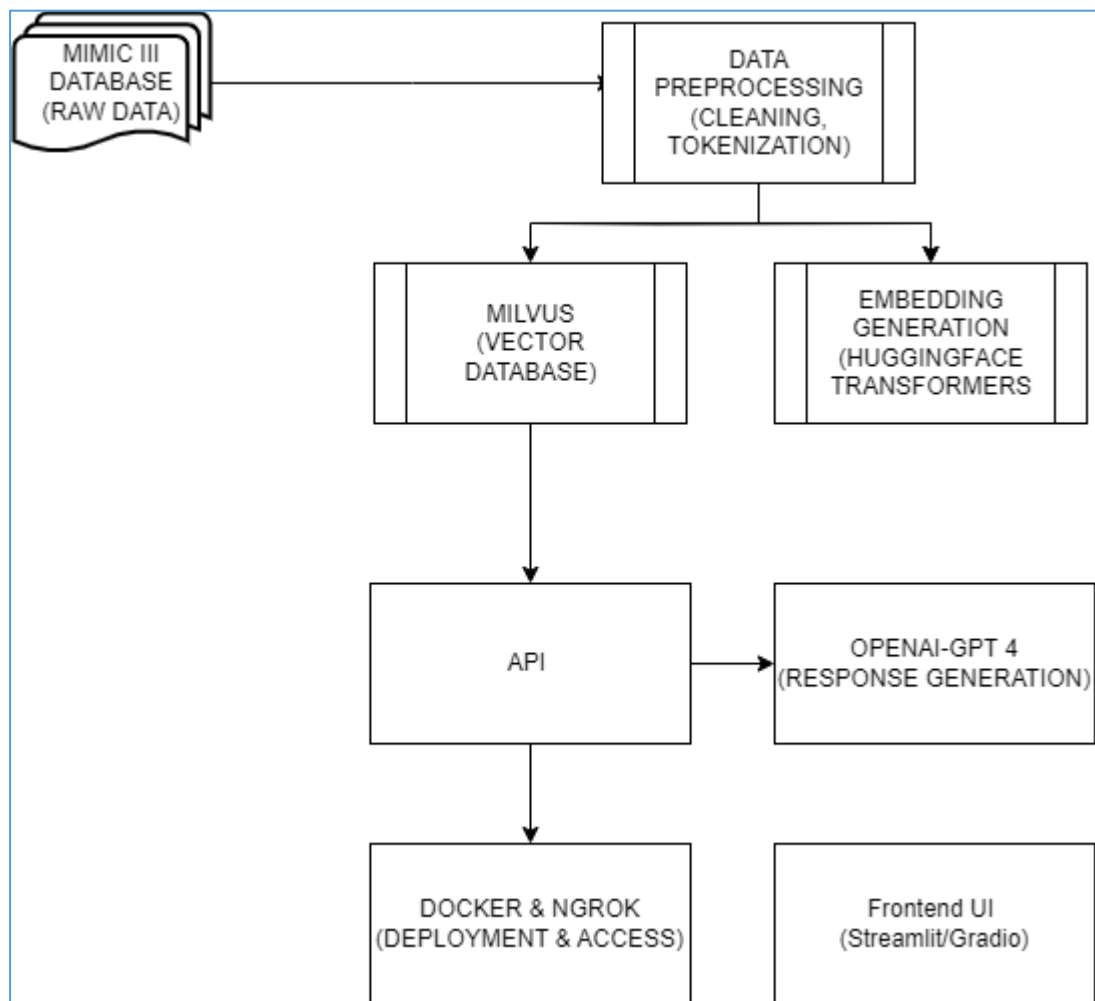 MIMIC III
DATABASE
(RAW DATA)
DATA
PREPROCESSING
(CLEANING,
TOKENIZATION)
MILVUS
(VECTOR
DATABASE)
EMBEDDING
GENERATION
(HUGGINGFACE
TRANSFORMERS
API
OPENAI-GPT 4
(RESPONSE GENERATION)
DOCKER & NGROK
(DEPLOYMENT & ACCESS)
Frontend UI
(Streamlit/Gradio)